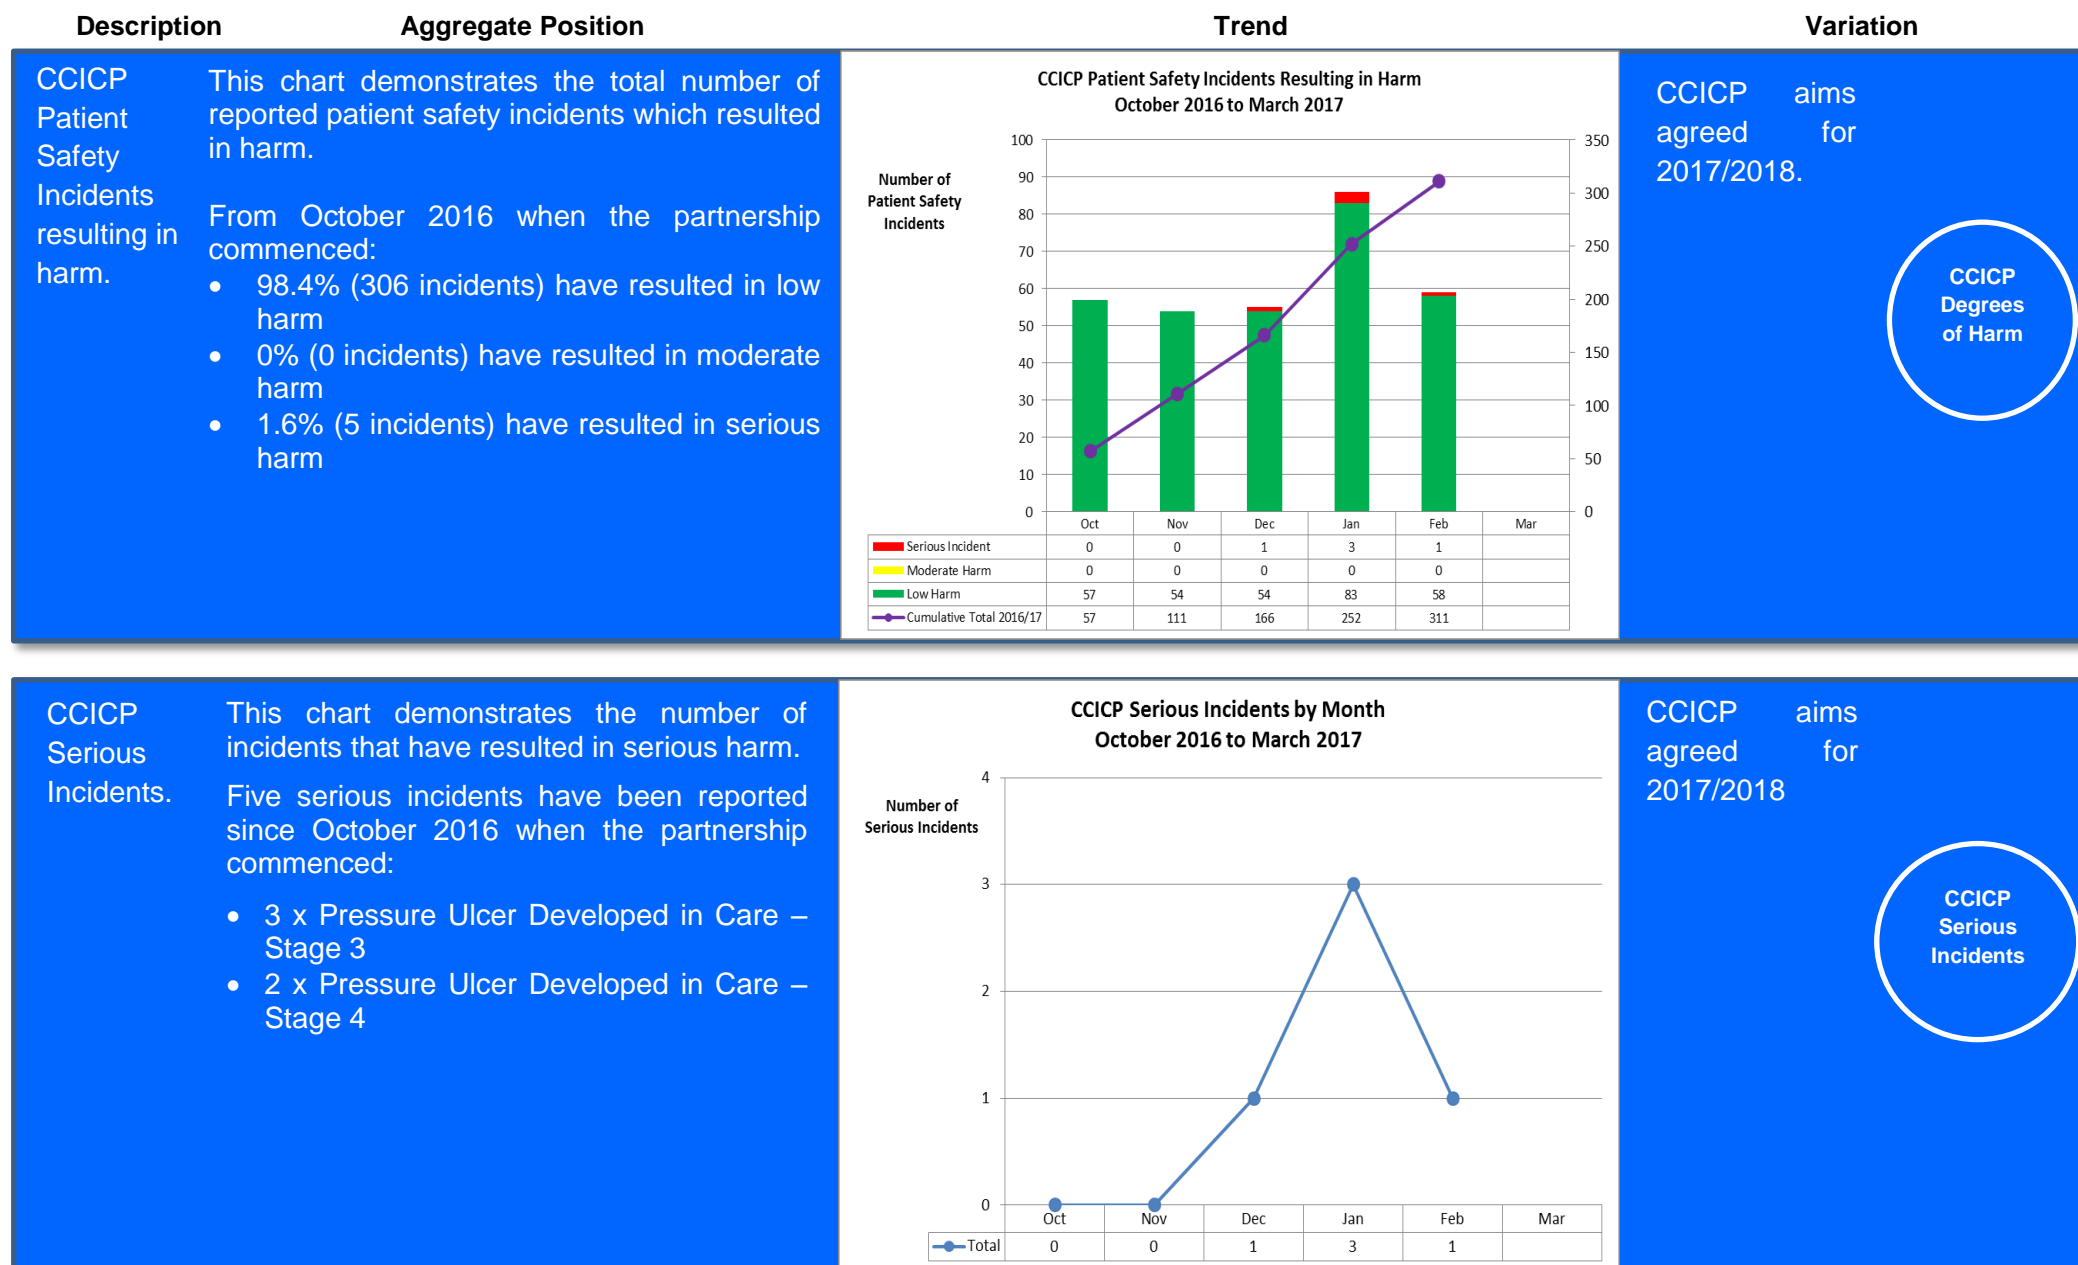 Description Aggregate Position Trend Variation
CCICP
Patient
Safety
Incidents
resulting in
harm.
This chart demonstrates the total number of
reported patient safety incidents which resulted
in harm.
From October 2016 when the partnership
commenced:
• 98.4% (306 incidents) have resulted in low
harm
• 0% (0 incidents) have resulted in moderate
harm
• 1.6% (5 incidents) have resulted in serious
harm
CCICP Patient Safety Incidents Resulting in Harm
October 2016 to March 2017
Number of
Patient Safety
Incidents
100
90
80
70
60
50
40
30
20
10
0
350
300
250
200
150
100
50
0
Oct Nov Dec Jan Feb Mar
Serious Incident 0 0 1 3 1
Moderate Harm 0 0 0 0 0
Low Harm 57 54 54 83 58
Cumulative Total 2016/17 57 111 166 252 311
CCICP aims
agreed for
2017/2018.
CCICP
Degrees
of Harm
CCICP
Serious
Incidents.
This chart demonstrates the number of
incidents that have resulted in serious harm.
Five serious incidents have been reported
since October 2016 when the partnership
commenced:
• 3 x Pressure Ulcer Developed in Care –
Stage 3
• 2 x Pressure Ulcer Developed in Care –
Stage 4
CCICP Serious Incidents by Month
October 2016 to March 2017
Number of
Serious Incidents
4
3
2
1
0
Oct Nov Dec Jan Feb Mar
Total 0 0 1 3 1
CCICP aims
agreed for
2017/2018
CCICP
Serious
Incidents